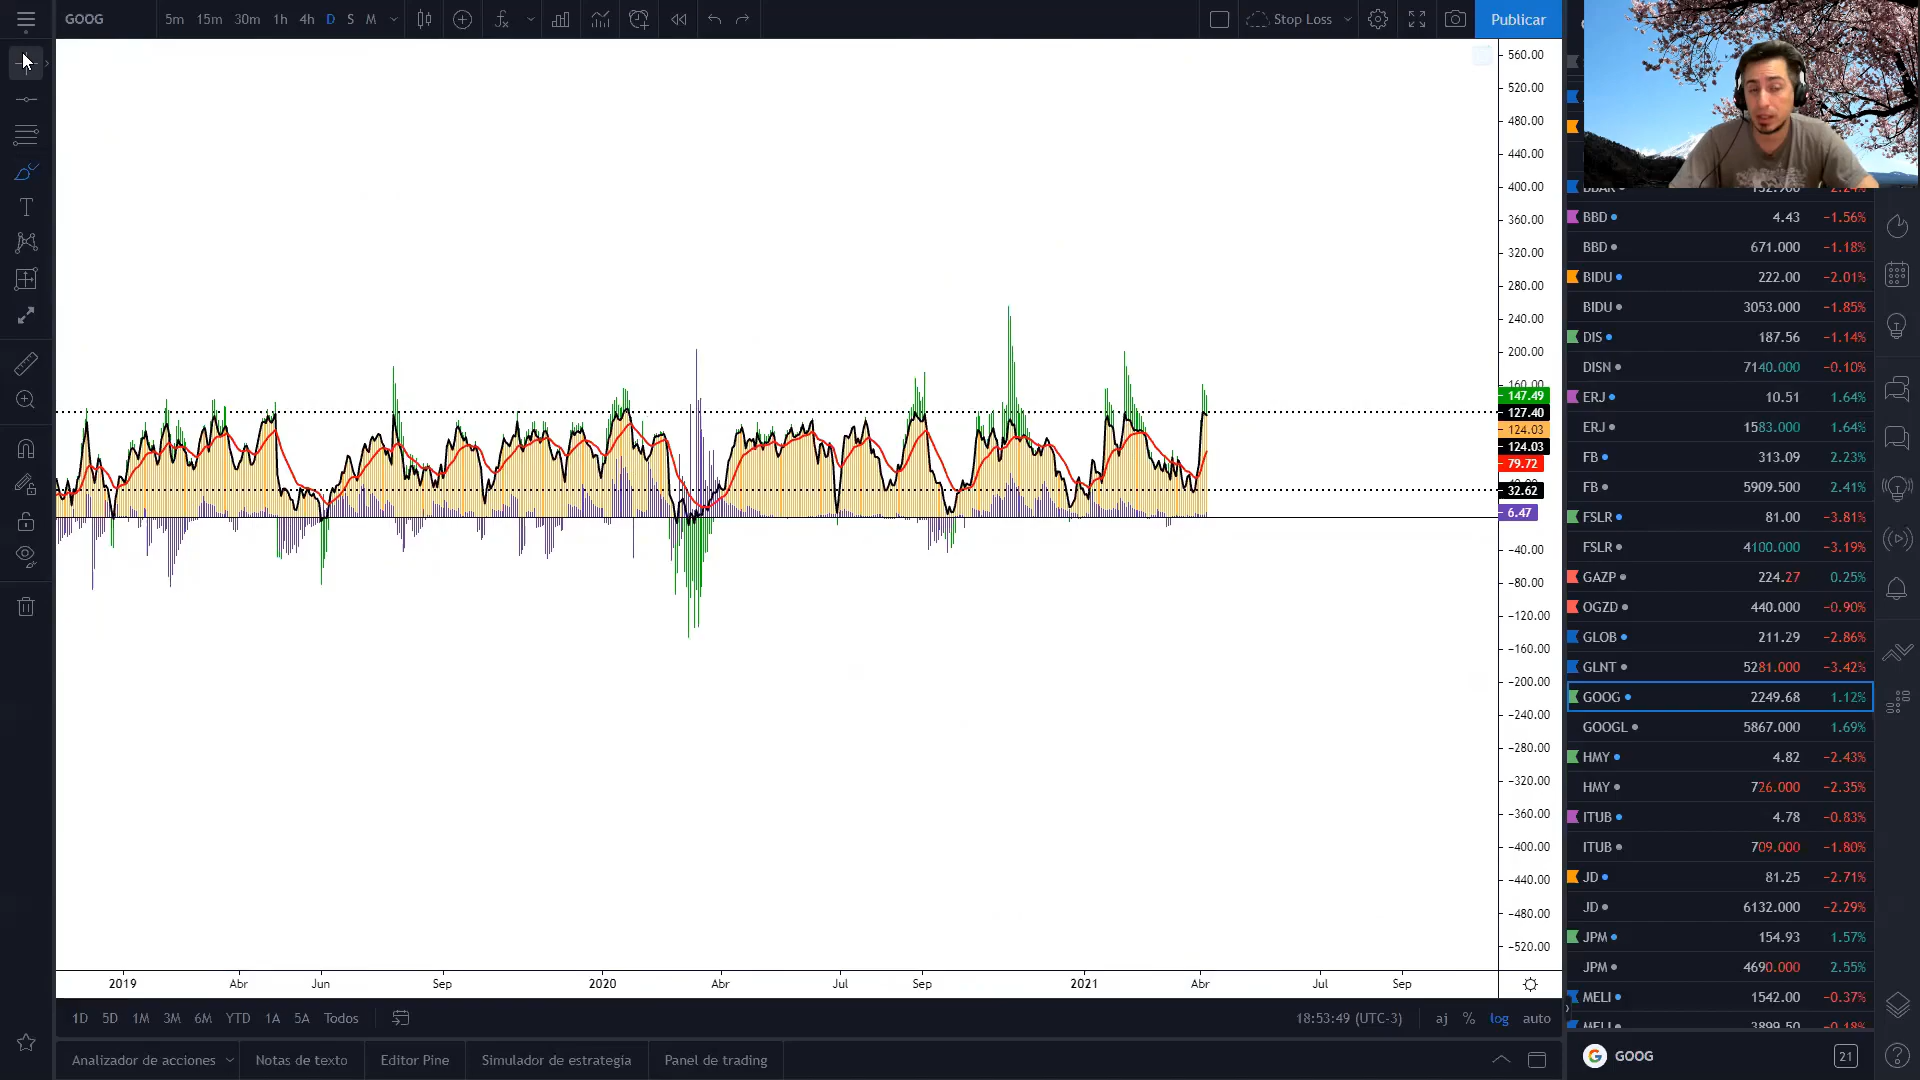 GOOG 5m 15m 30m 1h 4h D S M Stop Loss Publicar
560.00
520.00
480.00
440.00
400.00
360.00
320.00
280.00
240.00
200.00
160.00
147.49
127.40
124.03
124.03
79.72
32.62
6.47
-40.00
-80.00
-120.00
-160.00
-200.00
-240.00
-280.00
-320.00
-360.00
-400.00
-440.00
-480.00
-520.00
2019 Abr Jun Sep 2020 Abr Jul Sep 2021 Abr Jul Sep
1D 5D 1M 3M 6M YTD 1A 5A Todos 18:53:49 (UTC-3) aj % log auto
Analizador de acciones Notas de texto Editor Pine Simulador de estrategia Panel de trading
BBD 4.43 -1.56%
BBD 671.000 -1.18%
BIDU 222.00 -2.01%
BIDU 3053.000 -1.85%
DIS 187.56 -1.14%
DISN 7140.000 -0.10%
ERJ 10.51 1.64%
ERJ 1583.000 1.64%
FB 313.09 2.23%
FB 5909.500 2.41%
FSLR 81.00 -3.81%
FSLR 4100.000 -3.19%
GAZP 224.27 0.25%
OGZD 440.000 -0.90%
GLOB 211.29 -2.86%
GLNT 5281.000 -3.42%
GOOG 2249.68 1.12%
GOOGL 5867.000 1.69%
HMY 4.82 -2.43%
HMY 726.000 -2.35%
ITUB 4.78 -0.83%
ITUB 709.000 -1.80%
JD 81.25 -2.71%
JD 6132.000 -2.29%
JPM 154.93 1.57%
JPM 4690.000 2.55%
MELI 1542.00 -0.37%
MELI 3899.50 -0.18%
GOOG 21